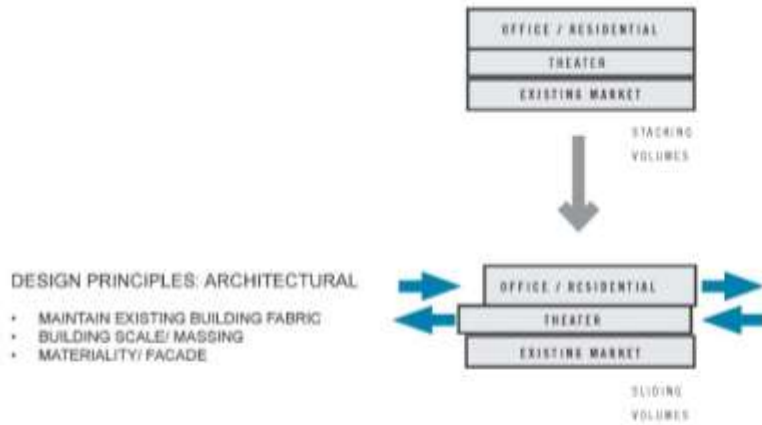 OFFICE / RESIDENTIAL
THEATER
EXISTING MARKET
STACKING
VOLUMES
DESIGN PRINCIPLES: ARCHITECTURAL
• MAINTAIN EXISTING BUILDING FABRIC
• BUILDING SCALE/ MASSING
• MATERIALITY/ FACADE
OFFICE / RESIDENTIAL
THEATER
EXISTING MARKET
SLIDING
VOLUMES